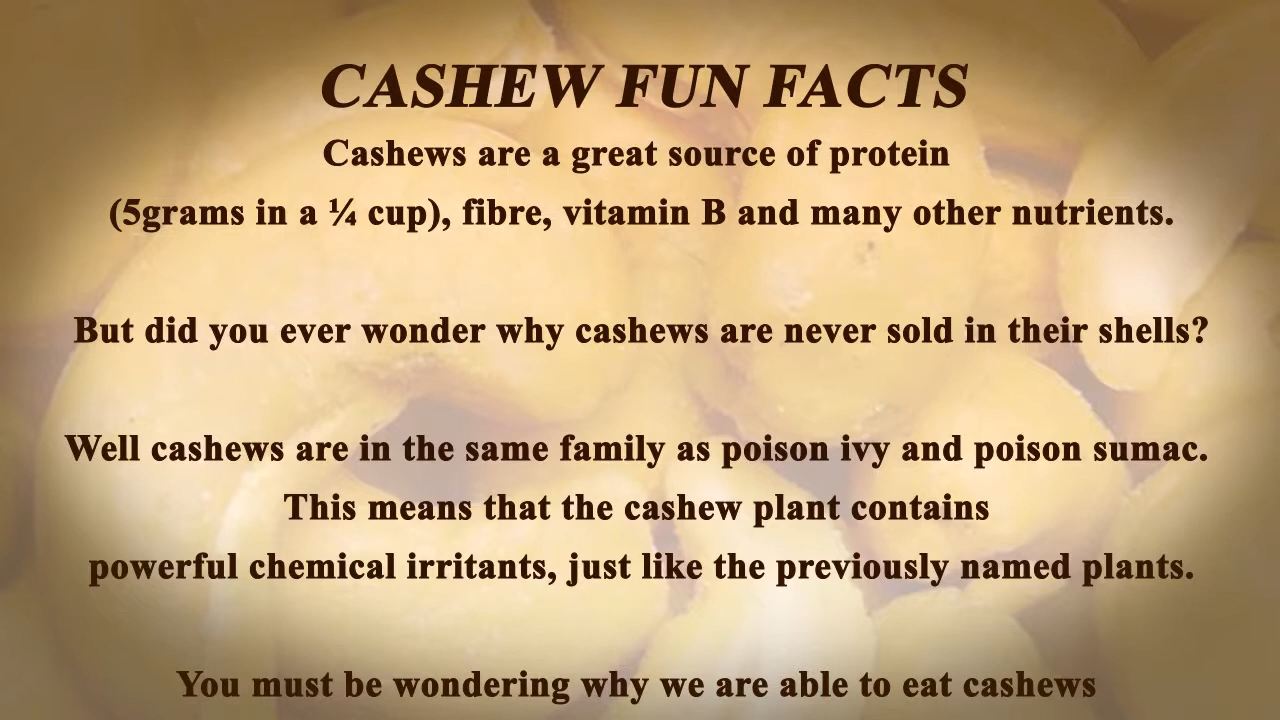 CASHEW FUN FACTS
Cashews are a great source of protein
(5grams in a ¼ cup), fibre, vitamin B and many other nutrients.
But did you ever wonder why cashews are never sold in their shells?
Well cashews are in the same family as poison ivy and poison sumac.
This means that the cashew plant contains
powerful chemical irritants, just like the previously named plants.
You must be wondering why we are able to eat cashews